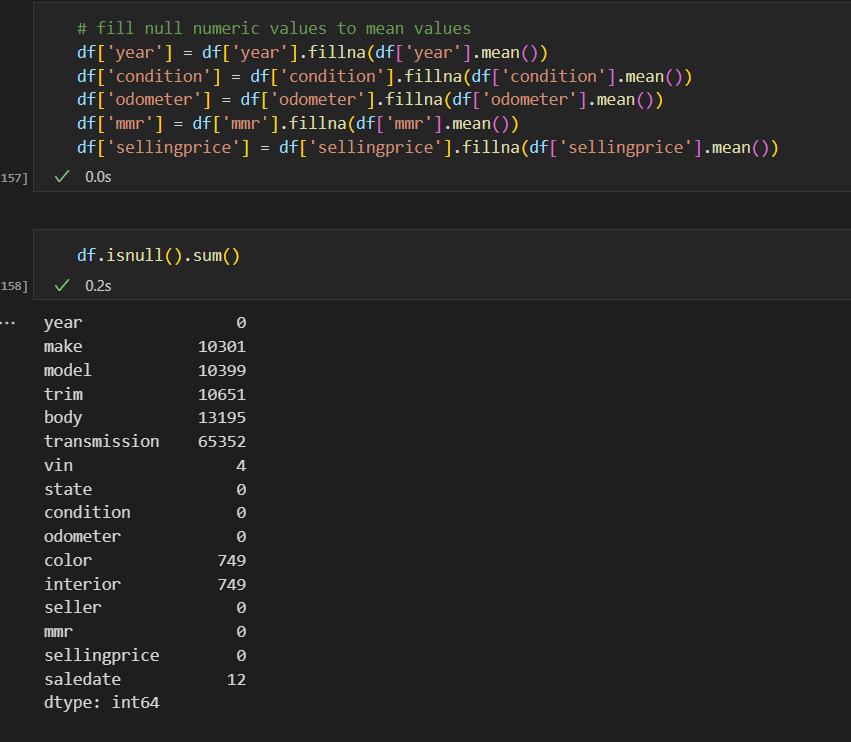 # fill null numeric values to mean values
df['year'] = df['year'].fillna(df['year'].mean())
df['condition'] = df['condition'].fillna(df['condition'].mean())
df['odometer'] = df['odometer'].fillna(df['odometer'].mean())
df['mmr'] = df['mmr'].fillna(df['mmr'].mean())
df['sellingprice'] = df['sellingprice'].fillna(df['sellingprice'].mean())
157] ✓ 0.0s
df.isnull().sum()
158] ✓ 0.2s
... year 0
make 10301
model 10399
trim 10651
body 13195
transmission 65352
vin 4
state 0
condition 0
odometer 0
color 749
interior 749
seller 0
mmr 0
sellingprice 0
saledate 12
dtype: int64